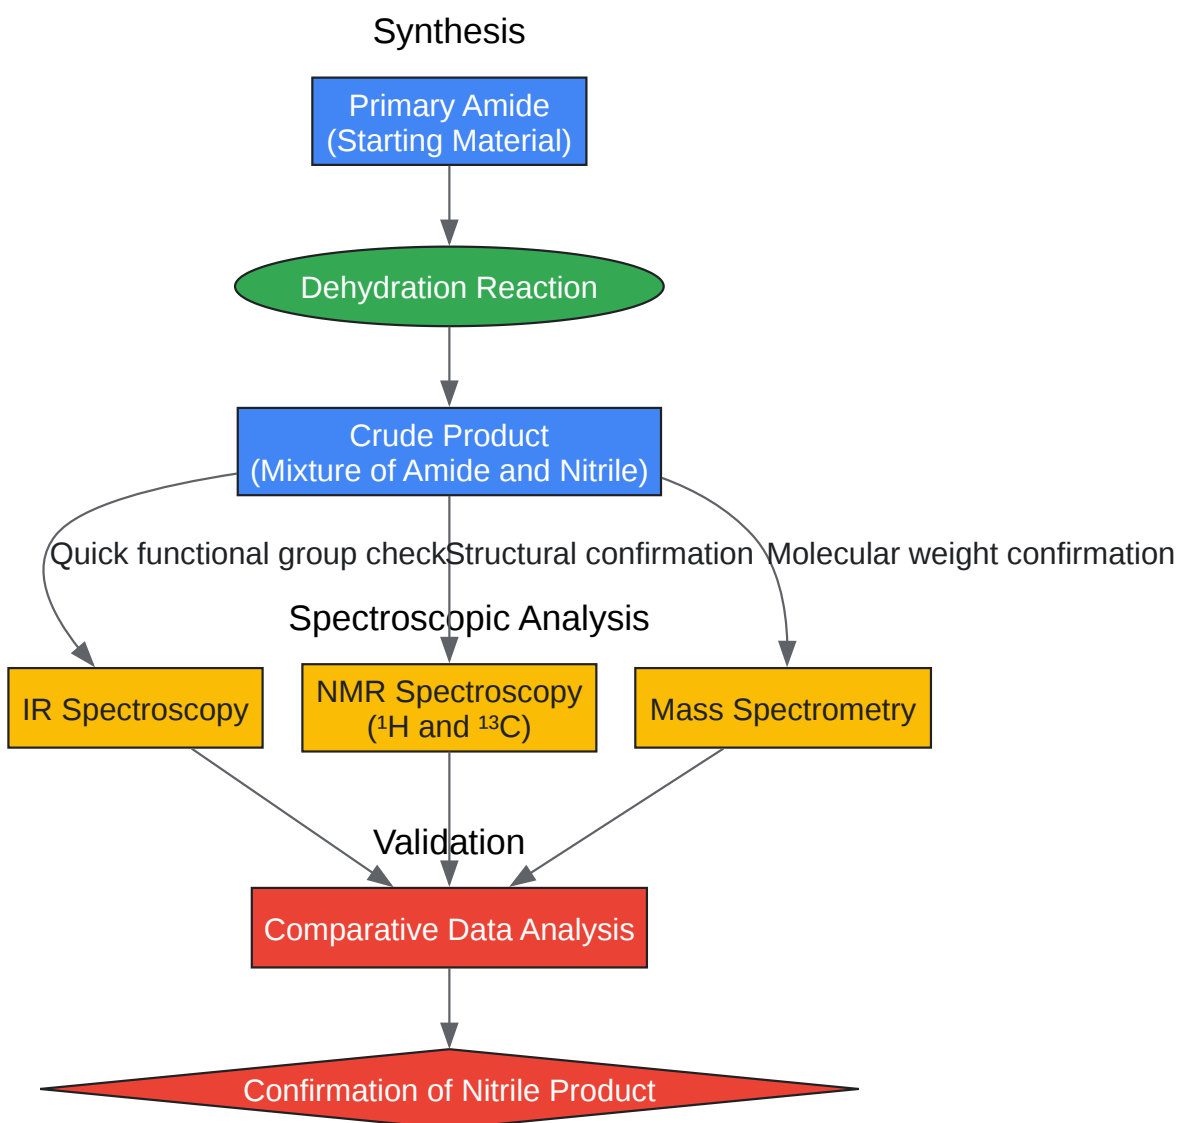 Synthesis
Primary Amide
(Starting Material)
Dehydration Reaction
Crude Product
(Mixture of Amide and Nitrile)
Quick functional group check
Structural confirmation
Molecular weight confirmation
Spectroscopic Analysis
IR Spectroscopy
NMR Spectroscopy
(¹H and ¹³C)
Mass Spectrometry
Validation
Comparative Data Analysis
Confirmation of Nitrile Product